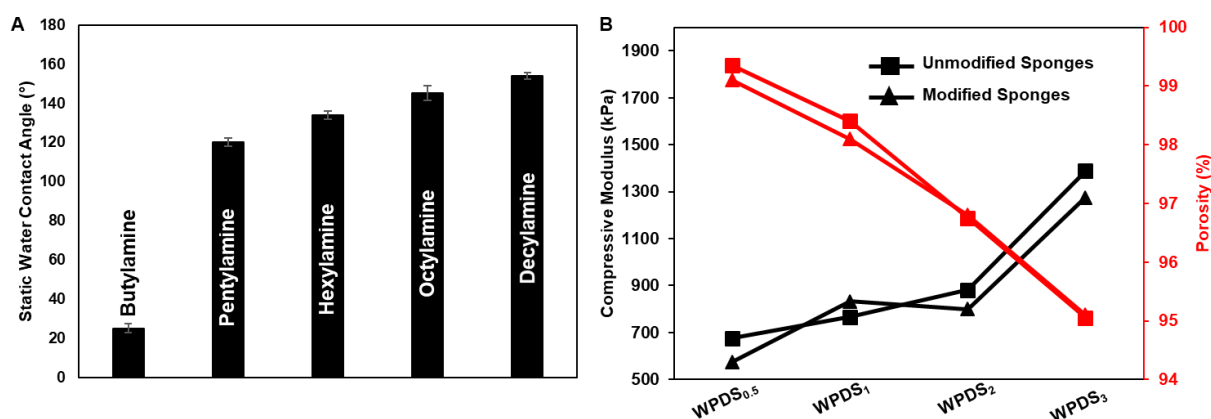 A
Static Water Contact Angle (°)
180
160
140
120
100
80
60
40
20
0
Butylamine
Pentylamine
Hexylamine
Octylamine
Decylamine
B
Compressive Modulus (kPa)
1900
1700
1500
1300
1100
900
700
500
Unmodified Sponges
Modified Sponges
100
99
98
97
96
95
94
Porosity (%)
WPDS₀.₅
WPDS₁
WPDS₂
WPDS₃